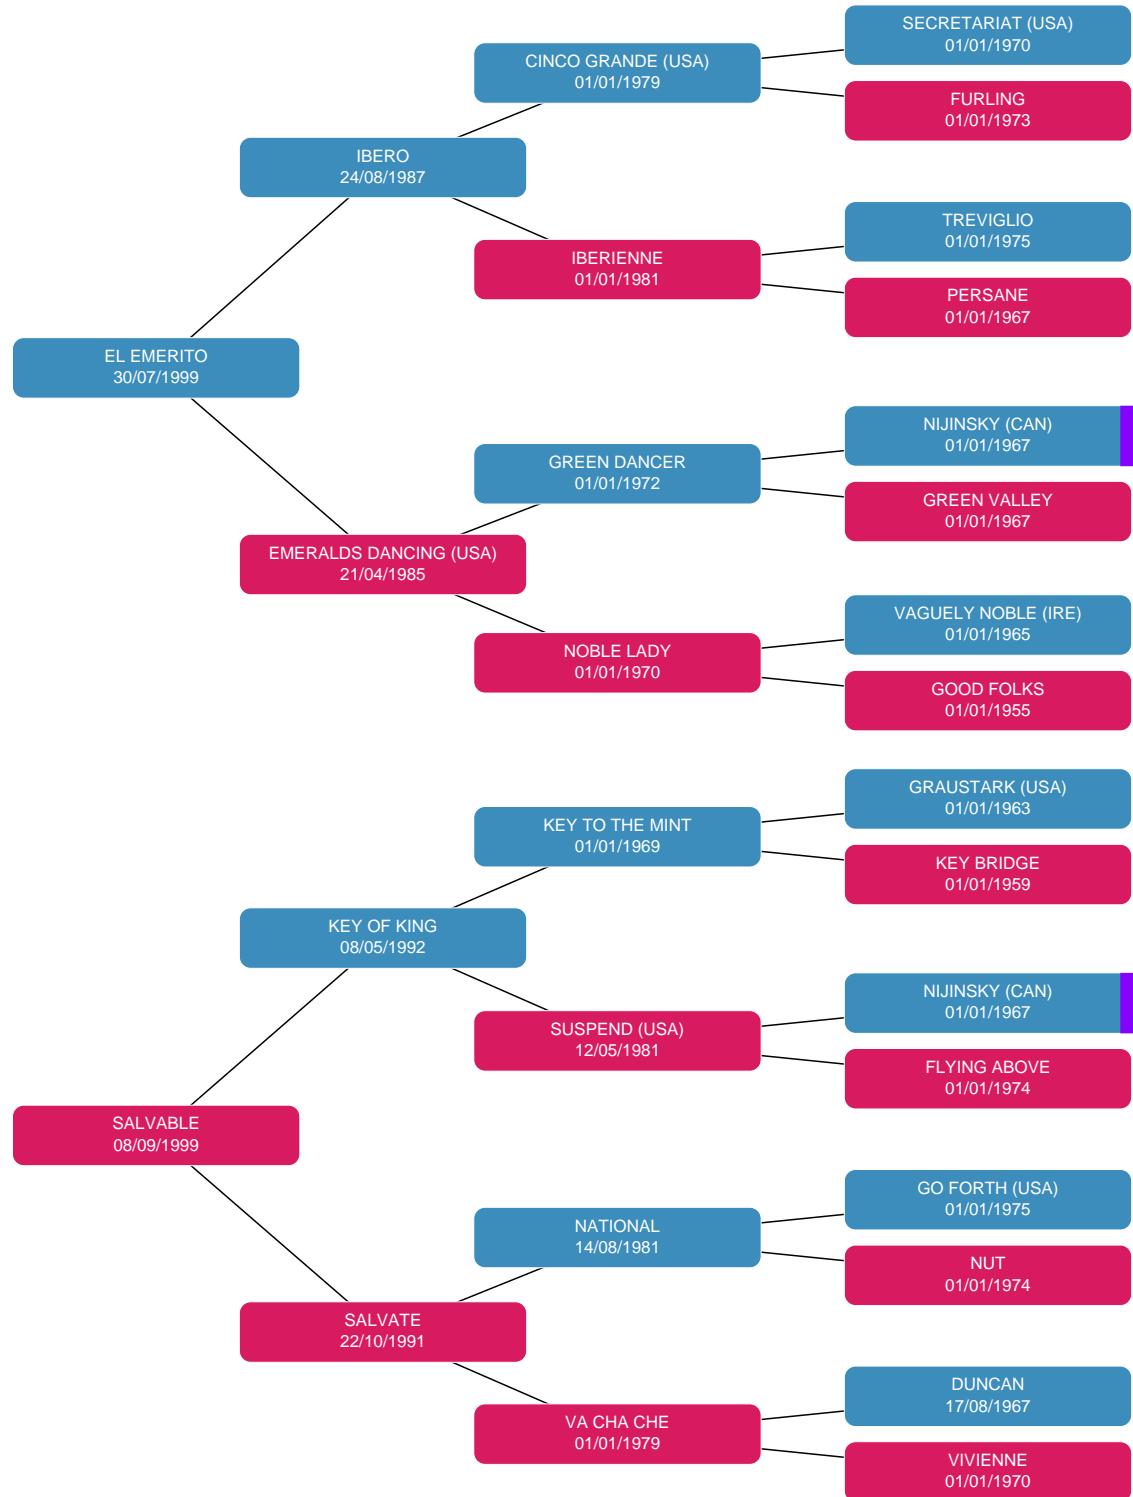 SECRETARIAT (USA)
01/01/1970
CINCO GRANDE (USA)
01/01/1979
FURLING
01/01/1973
IBERO
24/08/1987
TREVIGLIO
01/01/1975
IBERIENNE
01/01/1981
PERSANE
01/01/1967
EL EMERITO
30/07/1999
NIJINSKY (CAN)
01/01/1967
GREEN DANCER
01/01/1972
GREEN VALLEY
01/01/1967
EMERALDS DANCING (USA)
21/04/1985
VAGUELY NOBLE (IRE)
01/01/1965
NOBLE LADY
01/01/1970
GOOD FOLKS
01/01/1955
GRAUSTARK (USA)
01/01/1963
KEY TO THE MINT
01/01/1969
KEY BRIDGE
01/01/1959
KEY OF KING
08/05/1992
NIJINSKY (CAN)
01/01/1967
SUSPEND (USA)
12/05/1981
FLYING ABOVE
01/01/1974
SALVABLE
08/09/1999
GO FORTH (USA)
01/01/1975
NATIONAL
14/08/1981
NUT
01/01/1974
SALVATE
22/10/1991
DUNCAN
17/08/1967
VA CHA CHE
01/01/1979
VIVIENNE
01/01/1970